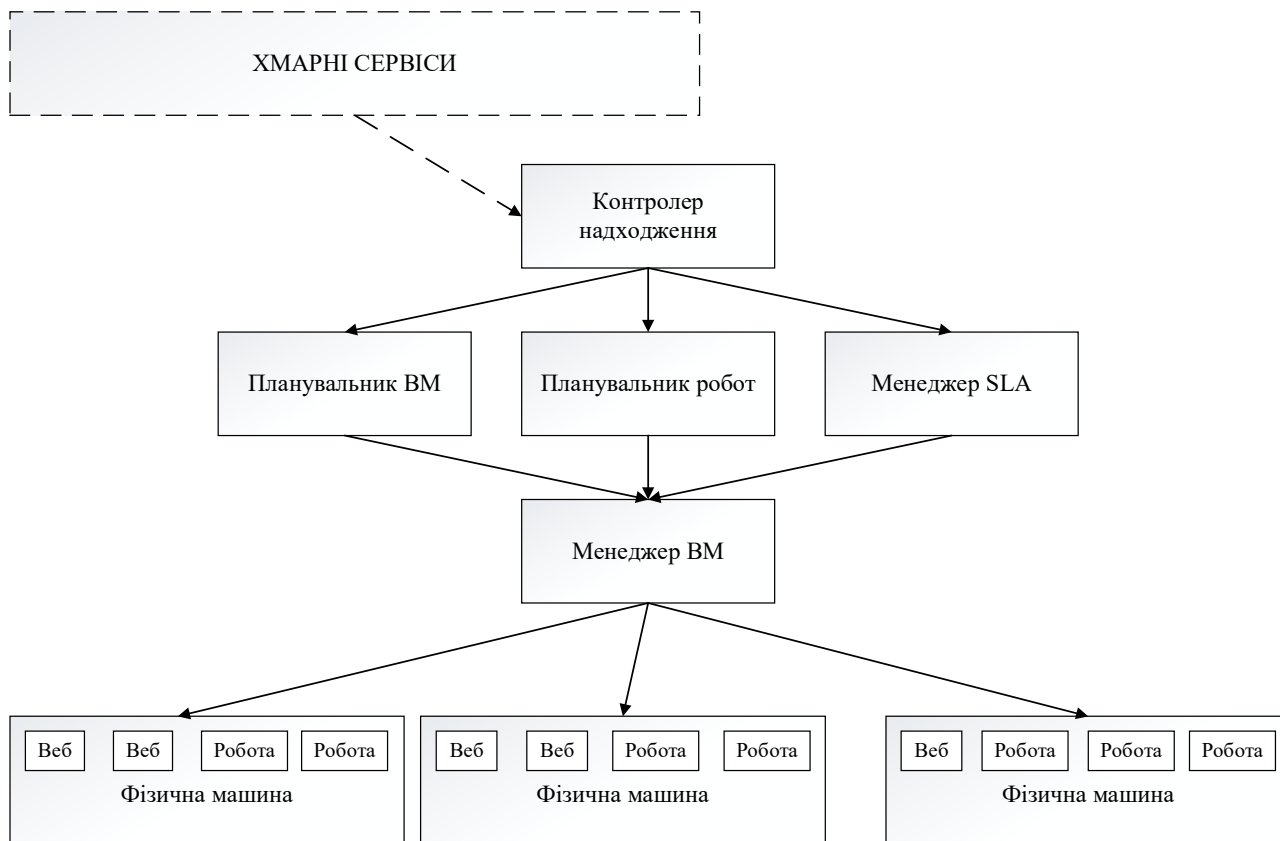 ХМАРНІ СЕРВІСИ
Контролер
надходження
Планувальник ВМ
Планувальник робот
Менеджер SLA
Менеджер ВМ
Веб Веб Робота Робота
Фізична машина
Веб Веб Робота Робота
Фізична машина
Веб Робота Робота Робота
Фізична машина